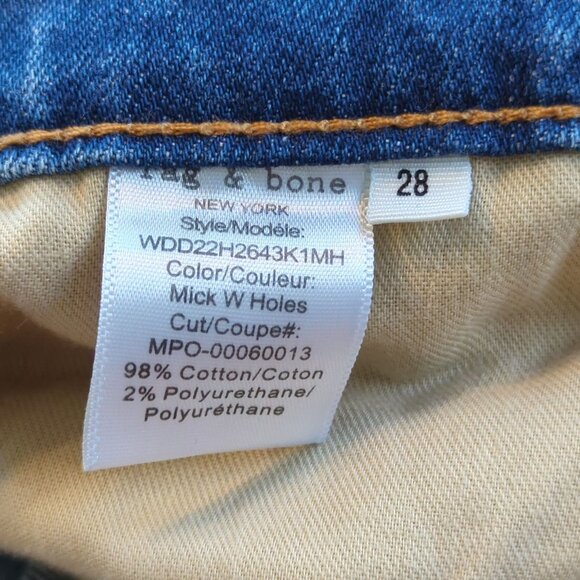 rag & bone
28
NEW YORK
Style/Modéle:
WDD22H2643K1MH
Color/Couleur:
Mick W Holes
Cut/Coupe#:
MPO-00060013
98% Cotton/Coton
2% Polyurethane/
Polyuréthane